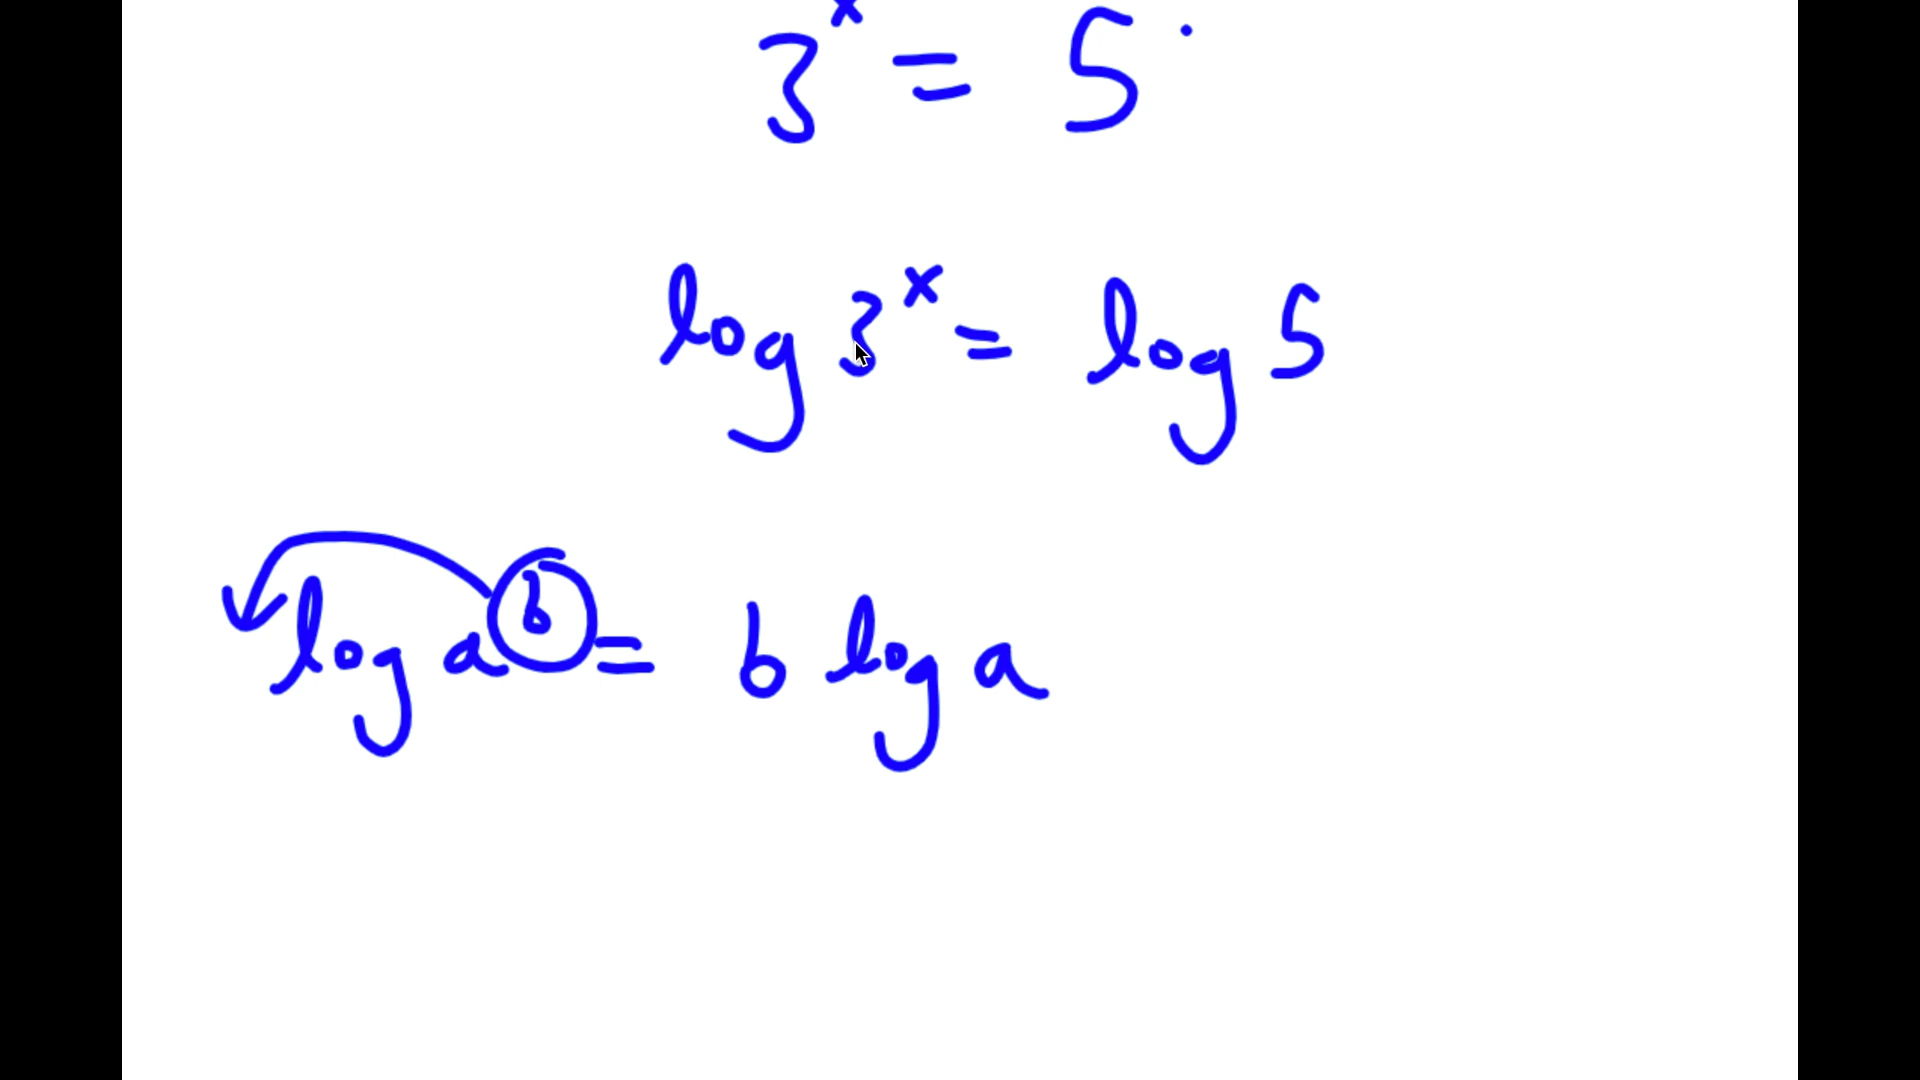 3^x = 5
log 3^x = log 5
log a^b = b log a